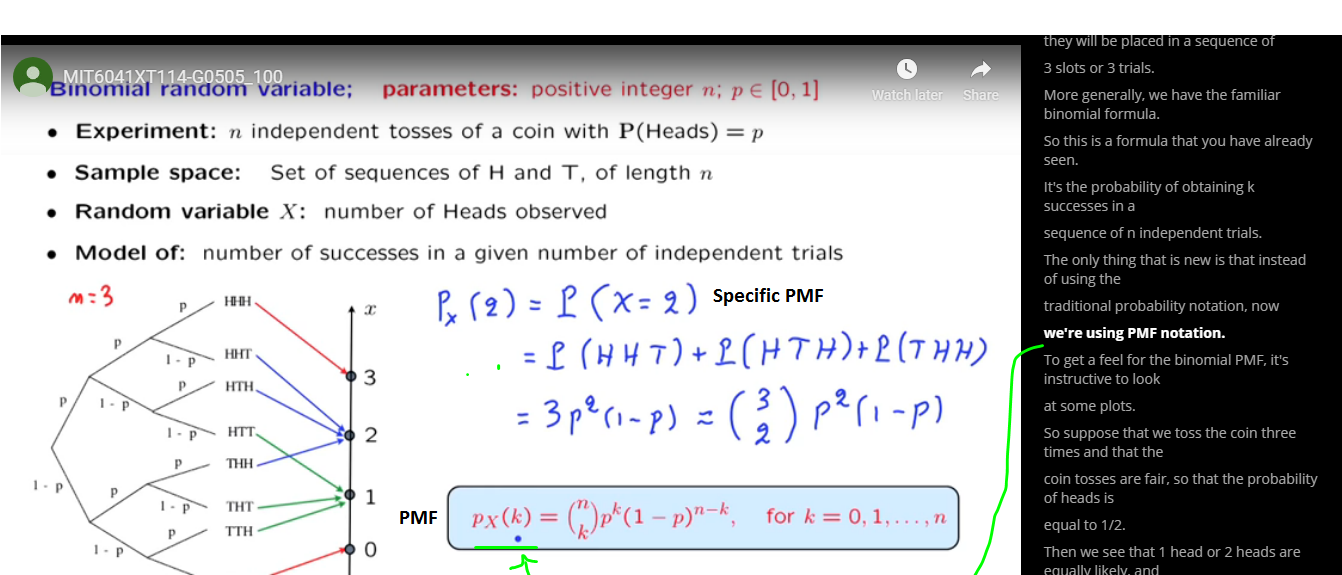 MIT6041XT114-G0505_100
Watch later
Share
Binomial random variable; parameters: positive integer n; p ∈ [0, 1]
• Experiment: n independent tosses of a coin with P(Heads) = p
• Sample space: Set of sequences of H and T, of length n
• Random variable X: number of Heads observed
• Model of: number of successes in a given number of independent trials
n=3
p
HHH
x
p
1 - p
HHT
3
p
HTH
p
1 - p
1 - p
HTT
2
p
THH
1 - p
p
1 - p
THT
1
p
TTH
1 - p
0
P_X(2) = P(X=2) Specific PMF
= P(HHT)+P(HTH)+P(THH)
= 3p²(1-p) = (3 2) p²(1-p)
PMF p_X(k) = (n k)p^k(1 − p)^{n−k}, for k = 0, 1, . . . , n
they will be placed in a sequence of
3 slots or 3 trials.
More generally, we have the familiar
binomial formula.
So this is a formula that you have already
seen.
It's the probability of obtaining k
successes in a
sequence of n independent trials.
The only thing that is new is that instead
of using the
traditional probability notation, now
we're using PMF notation.
To get a feel for the binomial PMF, it's
instructive to look
at some plots.
So suppose that we toss the coin three
times and that the
coin tosses are fair, so that the probability
of heads is
equal to 1/2.
Then we see that 1 head or 2 heads are
equally likely, and